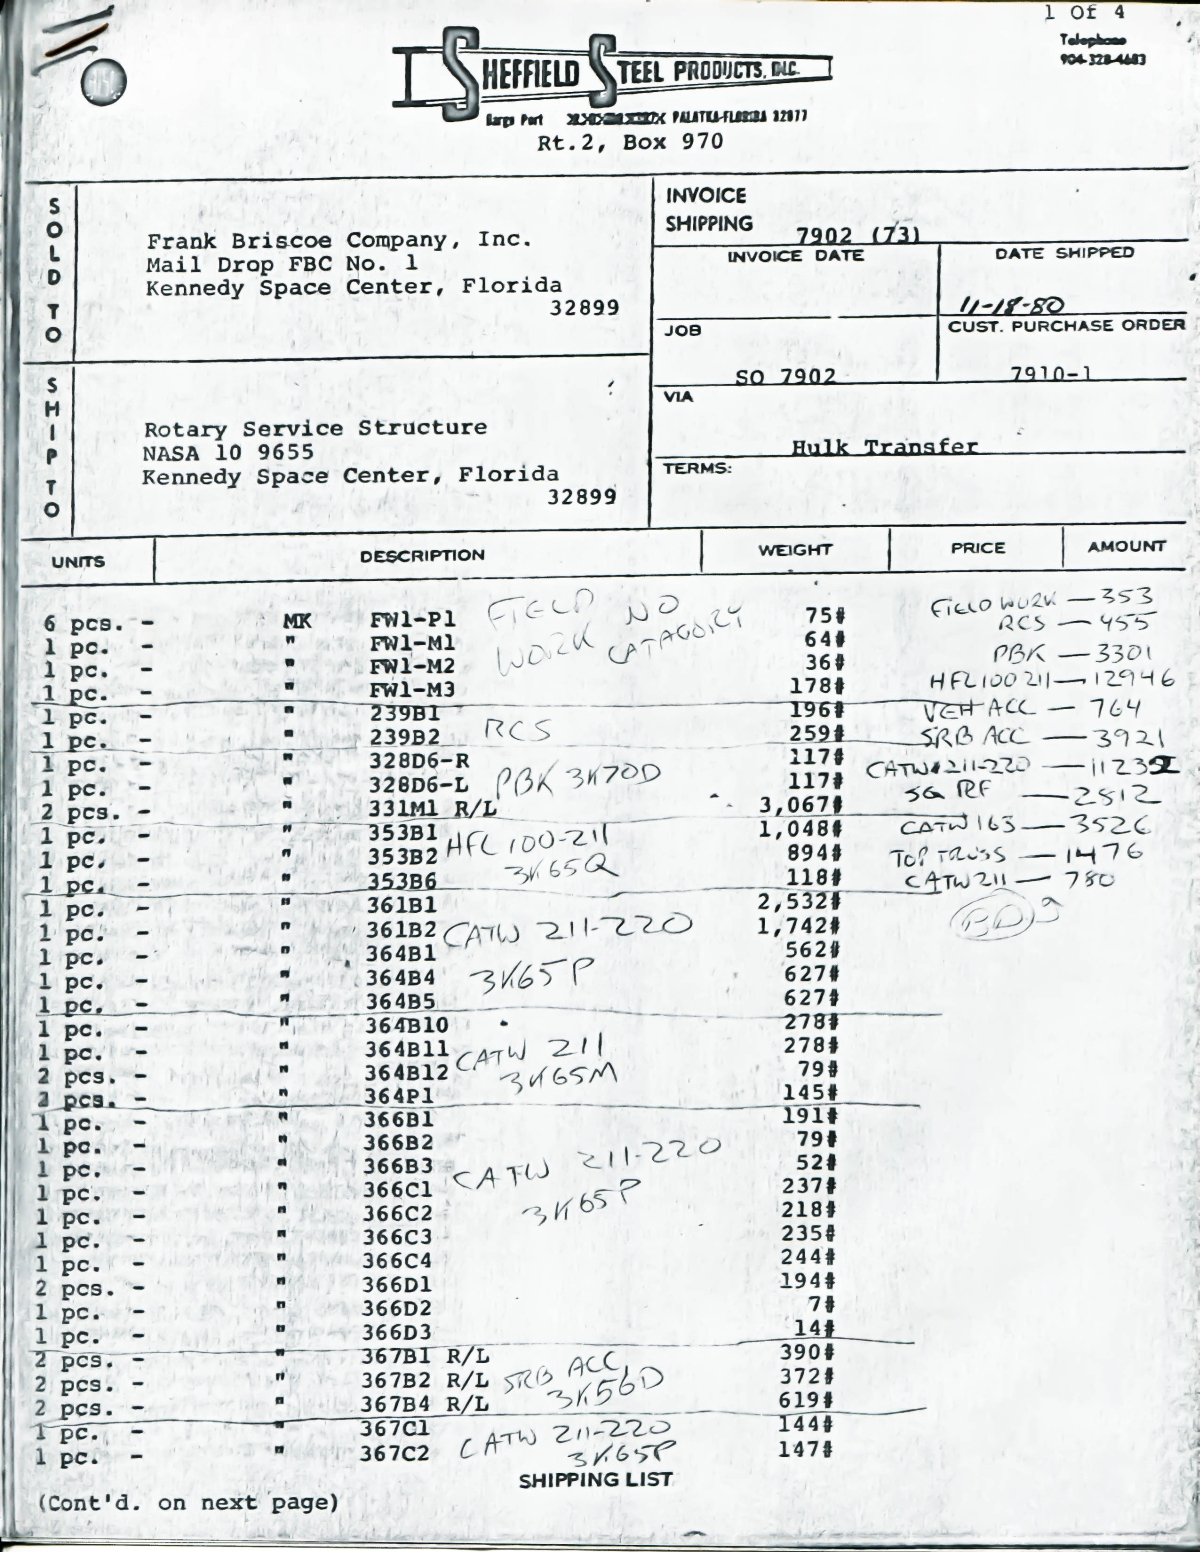 1 Of 4
Telephone
904-328-4683
SHEFFIELD STEEL PRODUCTS, INC.
Barge Port PALATKA-FLORIDA 32077
Rt.2, Box 970
SOLD TO
Frank Briscoe Company, Inc.
Mail Drop FBC No. 1
Kennedy Space Center, Florida
32899
INVOICE
SHIPPING 7902 (73)
INVOICE DATE DATE SHIPPED
11-18-80
JOB CUST. PURCHASE ORDER
SO 7902 7910-1
SHIP TO
Rotary Service Structure
NASA 10 9655
Kennedy Space Center, Florida
32899
VIA
Hulk Transfer
TERMS:
UNITS DESCRIPTION WEIGHT PRICE AMOUNT
6 pcs. - MK FW1-P1 75#
1 pc. - " FW1-M1 64#
1 pc. - " FW1-M2 36#
1 pc. - " FW1-M3 178#
FIELD NO
WORK CATAGORY
1 pc. - " 239B1 196#
1 pc. - " 239B2 259#
RCS
1 pc. - " 328D6-R 117#
1 pc. - " 328D6-L 117#
2 pcs. - " 331M1 R/L 3,067#
PBK 3K70D
1 pc. - " 353B1 1,048#
1 pc. - " 353B2 894#
1 pc. - " 353B6 118#
HFL 100-211
3K65Q
1 pc. - " 361B1 2,532#
1 pc. - " 361B2 1,742#
1 pc. - " 364B1 562#
1 pc. - " 364B4 627#
1 pc. - " 364B5 627#
CATW 211-220
3K65P
1 pc. - " 364B10 278#
1 pc. - " 364B11 278#
2 pcs. - " 364B12 79#
2 pcs. - " 364P1 145#
CATW 211
3K65M
1 pc. - " 366B1 191#
1 pc. - " 366B2 79#
1 pc. - " 366B3 52#
1 pc. - " 366C1 237#
1 pc. - " 366C2 218#
1 pc. - " 366C3 235#
1 pc. - " 366C4 244#
2 pcs. - " 366D1 194#
1 pc. - " 366D2 7#
1 pc. - " 366D3 14#
CATW 211-220
3K65P
2 pcs. - " 367B1 R/L 390#
2 pcs. - " 367B2 R/L 372#
2 pcs. - " 367B4 R/L 619#
SRB ACC
3K56D
1 pc. - " 367C1 144#
1 pc. - " 367C2 147#
CATW 211-220
3K65P
FIELD WORK — 353
RCS — 455
PBK — 3301
HFL100 211 — 12946
VEH ACC — 764
SRB ACC — 3921
CATW 211-220 — 11232
SG RF — 2812
CATW 163 — 3526
TOP TRUSS — 1476
CATW 211 — 780
SHIPPING LIST
(Cont'd. on next page)